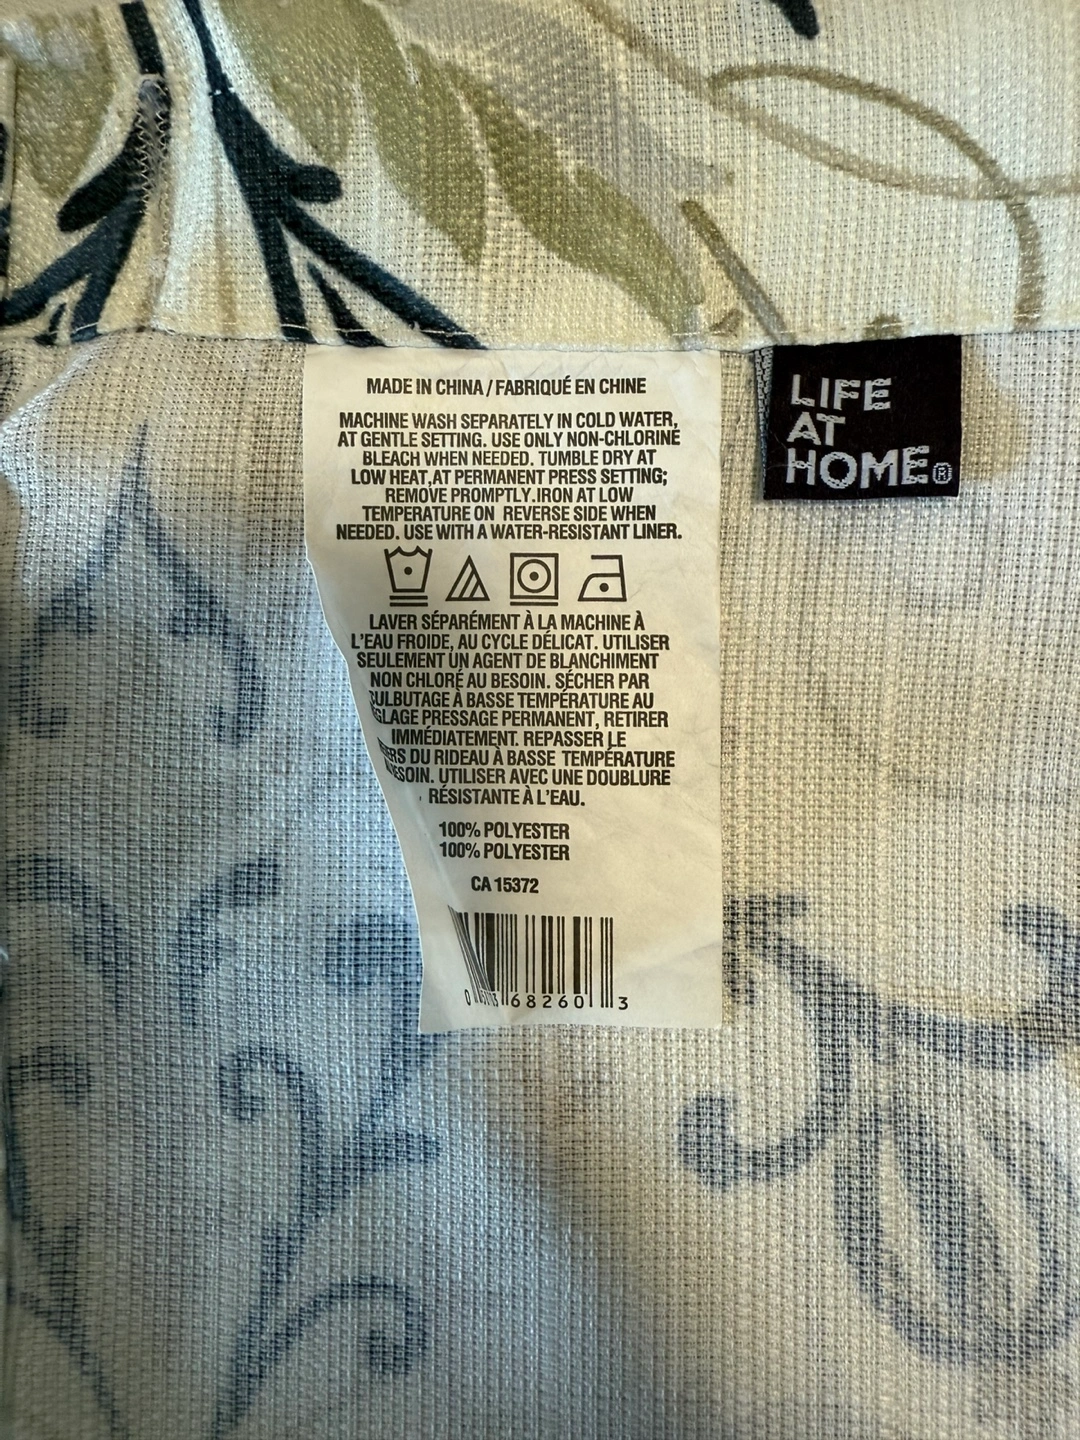 MADE IN CHINA / FABRIQUÉ EN CHINE
MACHINE WASH SEPARATELY IN COLD WATER,
AT GENTLE SETTING. USE ONLY NON-CHLORINE
BLEACH WHEN NEEDED. TUMBLE DRY AT
LOW HEAT,AT PERMANENT PRESS SETTING;
REMOVE PROMPTLY.IRON AT LOW
TEMPERATURE ON REVERSE SIDE WHEN
NEEDED. USE WITH A WATER-RESISTANT LINER.
LAVER SÉPARÉMENT À LA MACHINE À
L'EAU FROIDE, AU CYCLE DÉLICAT. UTILISER
SEULEMENT UN AGENT DE BLANCHIMENT
NON CHLORÉ AU BESOIN. SÉCHER PAR
CULBUTAGE À BASSE TEMPÉRATURE AU
PRESSAGE PERMANENT, RETIRER
IMMÉDIATEMENT. REPASSER LE
DU RIDEAU À BASSE TEMPÉRATURE
BESOIN. UTILISER AVEC UNE DOUBLURE
RÉSISTANTE À L'EAU.
100% POLYESTER
100% POLYESTER
CA 15372
0 68260 3
LIFE
AT
HOME®